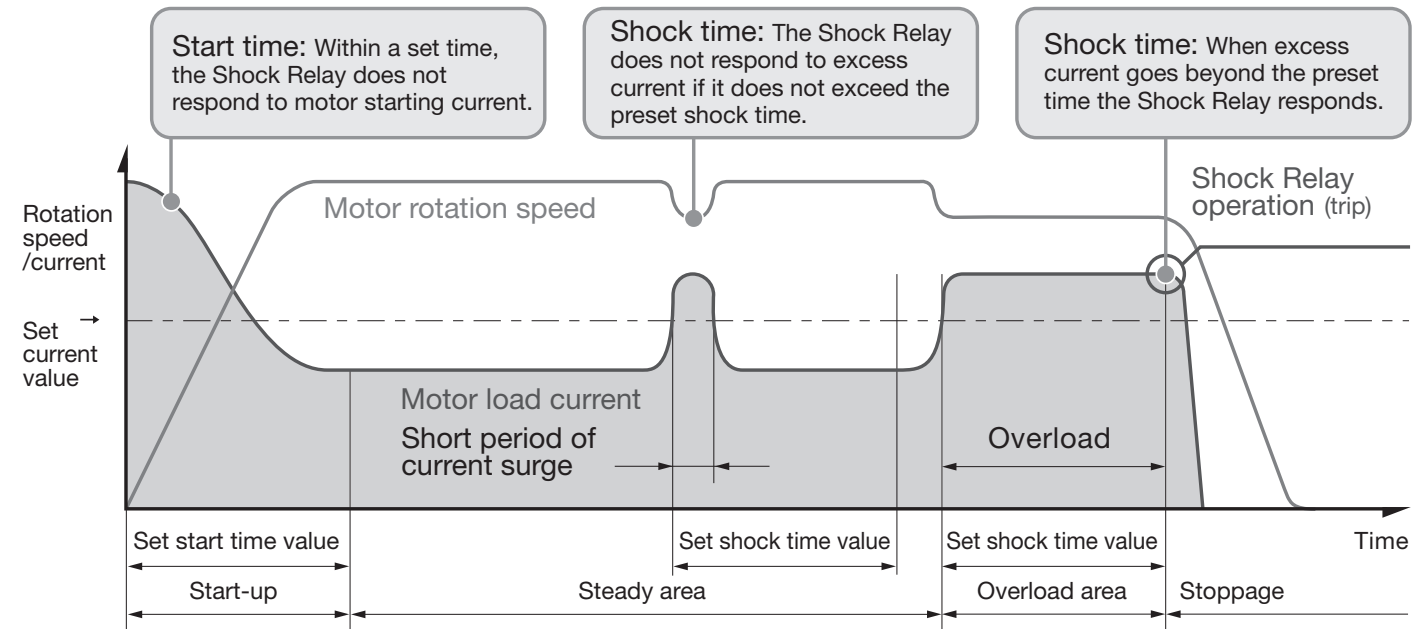 Start time: Within a set time,
the Shock Relay does not
respond to motor starting current.
Shock time: The Shock Relay
does not respond to excess
current if it does not exceed the
preset shock time.
Shock time: When excess
current goes beyond the preset
time the Shock Relay responds.
Rotation
speed
/current
Motor rotation speed
Shock Relay
operation (trip)
→
Set
current
value
Motor load current
Short period of
current surge
Overload
Set start time value
Set shock time value
Set shock time value
Time
Start-up
Steady area
Overload area
Stoppage